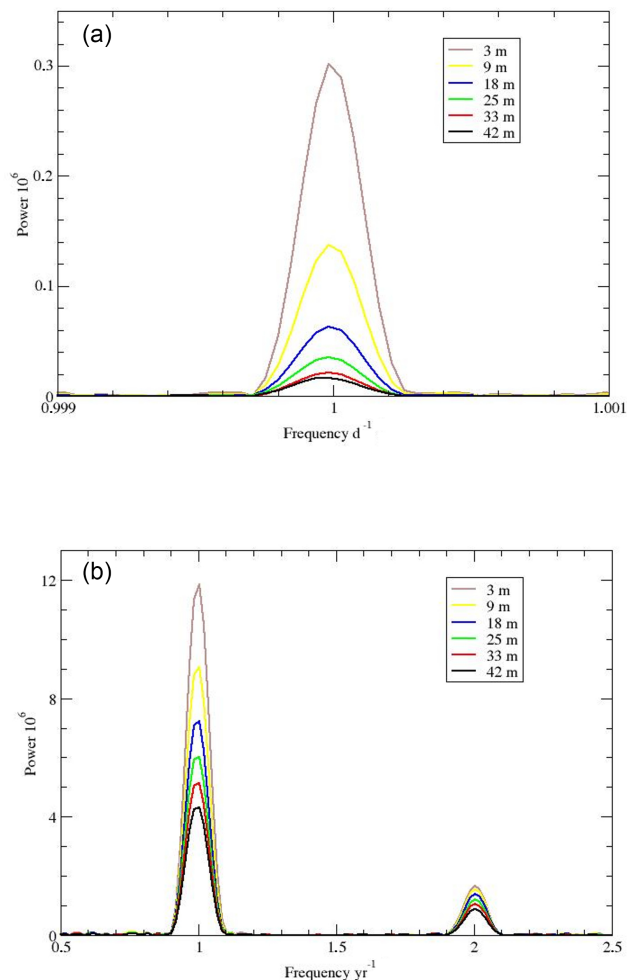 (a)
0.3
0.2
0.1
0
Power 10^6
3 m
9 m
18 m
25 m
33 m
42 m
0.999
1
1.001
Frequency d^-1
(b)
12
8
4
0
Power 10^6
3 m
9 m
18 m
25 m
33 m
42 m
0.5
1
1.5
2
2.5
Frequency yr^-1